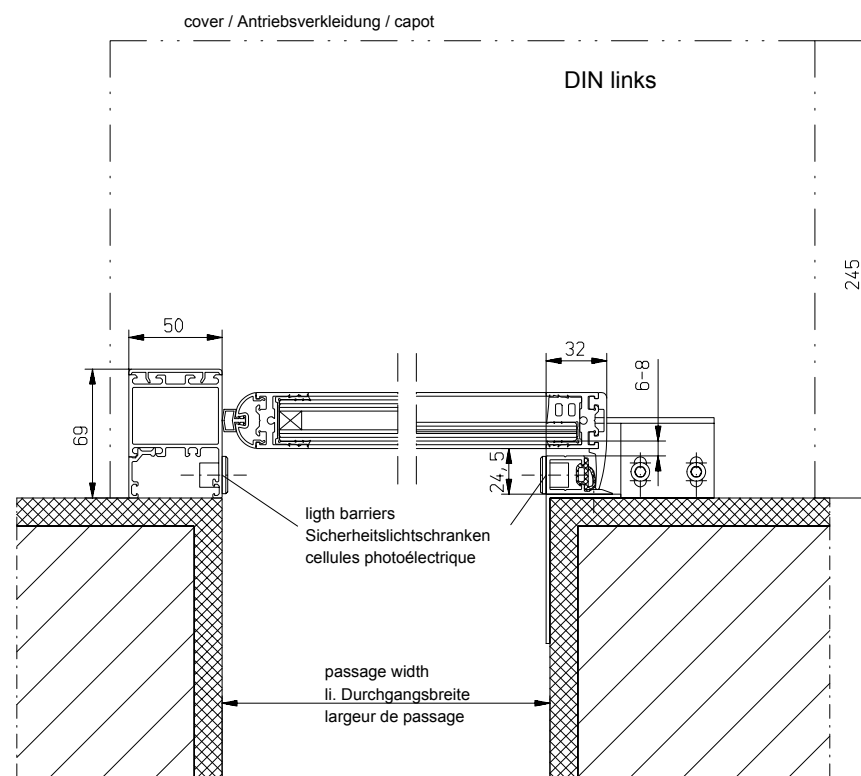 cover / Antriebsverkleidung / capot
DIN links
245
50
32
6-8
69
24,5
ligth barriers
Sicherheitslichtschranken
cellules photoélectrique
passage width
li. Durchgangsbreite
largeur de passage